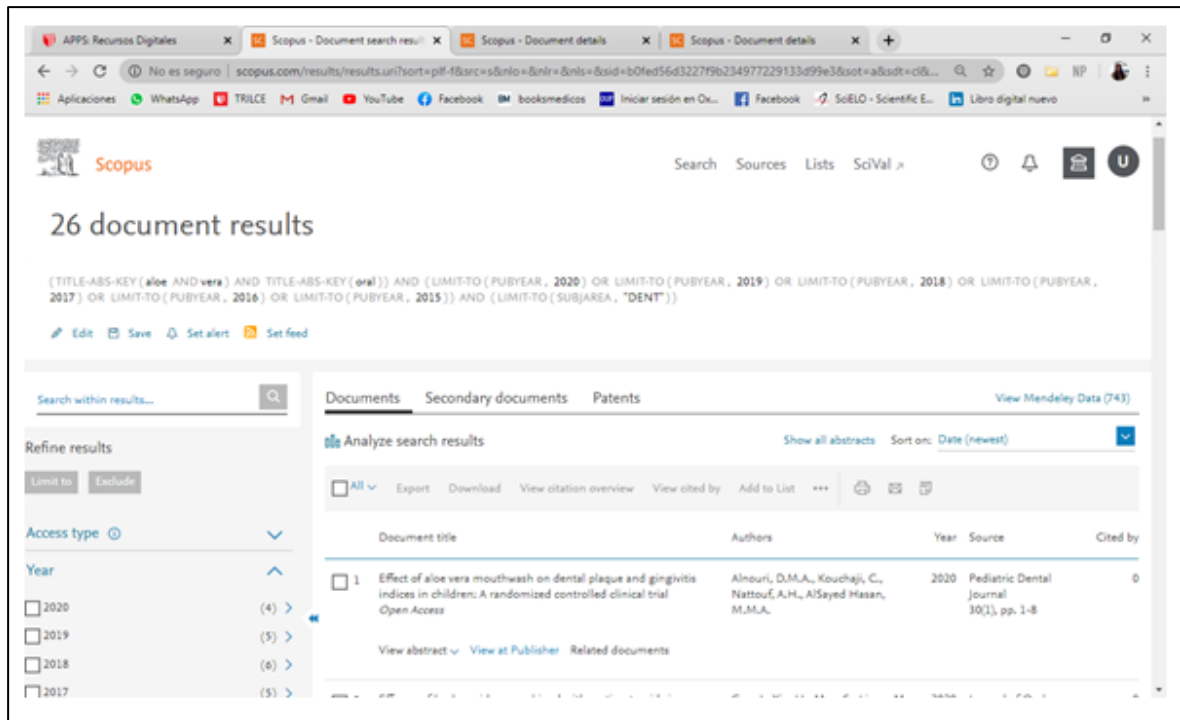 APPS: Recursos Digitales
Scopus - Document search result
Scopus - Document details
Scopus - Document details
No es seguro | scopus.com/results/results.uri?sort=plf-f&src=s&nlo=&nlr=&nls=&sid=b0fed56d3227f9b234977229133d99e3&sot=a&sdt=cl&...
NP
Aplicaciones WhatsApp TRILCE Gmail YouTube Facebook booksmedicos Iniciar sesión en Ox... Facebook SciELO - Scientific E... Libro digital nuevo
Scopus
Search Sources Lists SciVal
U
26 document results
(TITLE-ABS-KEY (aloe AND vera) AND TITLE-ABS-KEY (oral)) AND (LIMIT-TO (PUBYEAR, 2020) OR LIMIT-TO (PUBYEAR, 2019) OR LIMIT-TO (PUBYEAR, 2018) OR LIMIT-TO (PUBYEAR,
2017) OR LIMIT-TO (PUBYEAR, 2016) OR LIMIT-TO (PUBYEAR, 2015)) AND (LIMIT-TO (SUBJAREA, "DENT"))
Edit Save Set alert Set feed
Search within results...
Documents Secondary documents Patents View Mendeley Data (743)
Refine results
Analyze search results Show all abstracts Sort on: Date (newest)
Limit to Exclude
All Export Download View citation overview View cited by Add to List •••
Access type
Document title Authors Year Source Cited by
Year
1 Effect of aloe vera mouthwash on dental plaque and gingivitis Alnouri, D.M.A., Kouchaji, C., 2020 Pediatric Dental 0
indices in children: A randomized controlled clinical trial Nattouf, A.H., AlSayed Hasan, Journal
Open Access M.M.A. 30(1), pp. 1-8
2020 (4)
2019 (5)
View abstract View at Publisher Related documents
2018 (6)
2017 (5)